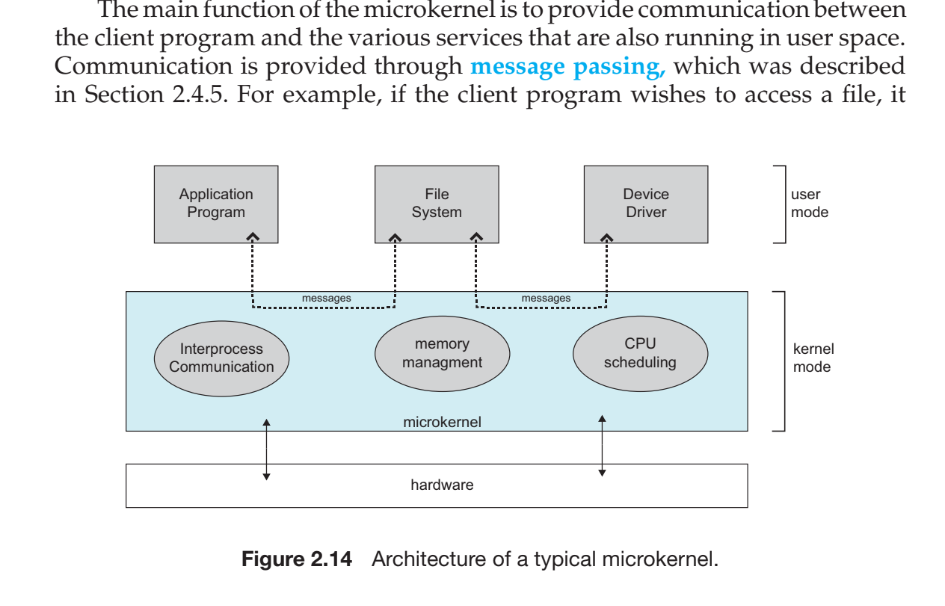 The main function of the microkernel is to provide communication between
the client program and the various services that are also running in user space.
Communication is provided through message passing, which was described
in Section 2.4.5. For example, if the client program wishes to access a file, it
Application
Program
File
System
Device
Driver
user
mode
messages
messages
Interprocess
Communication
memory
managment
CPU
scheduling
kernel
mode
microkernel
hardware
Figure 2.14 Architecture of a typical microkernel.